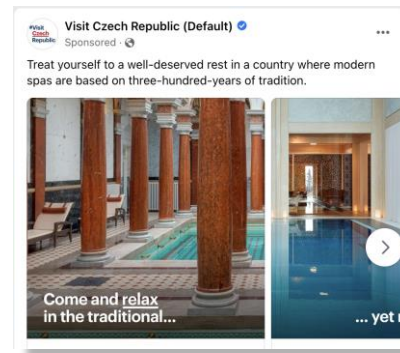 #Visit
Czech
Republic
Visit Czech Republic (Default)
Sponsored ·
Treat yourself to a well-deserved rest in a country where modern
spas are based on three-hundred-years of tradition.
Come and relax
in the traditional...
... yet